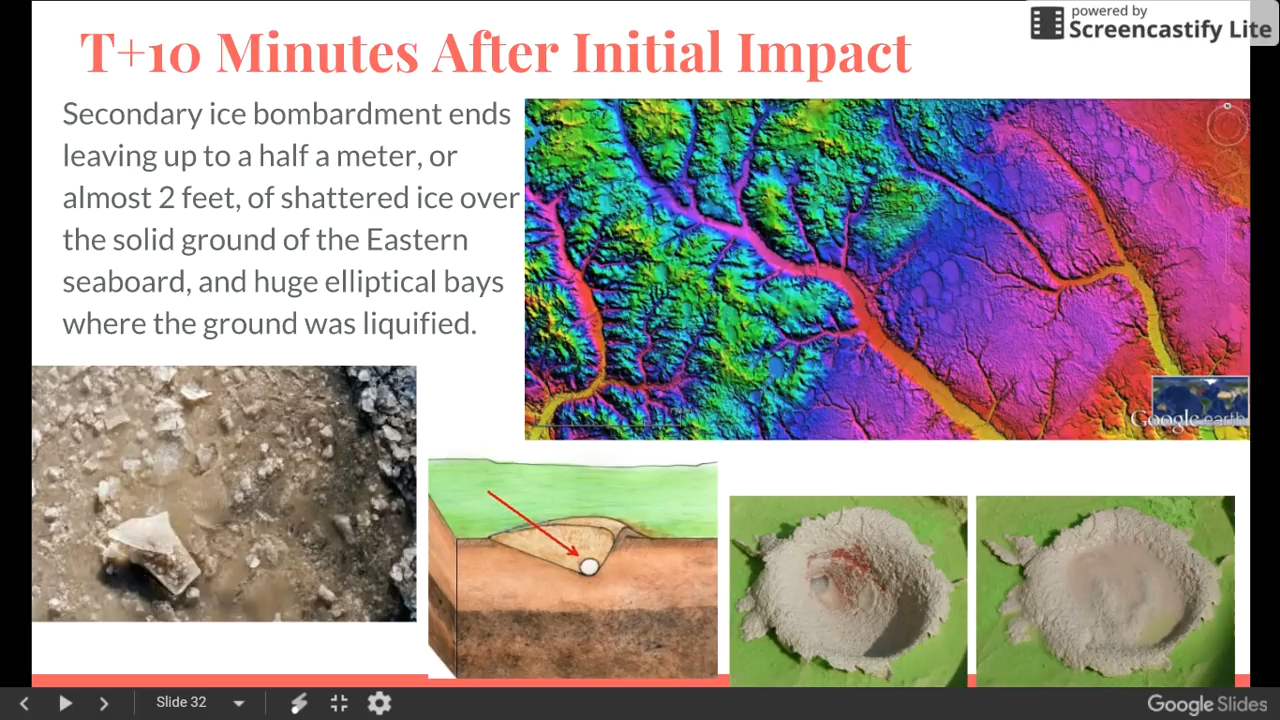 powered by
Screencastify Lite
T+10 Minutes After Initial Impact
Secondary ice bombardment ends
leaving up to a half a meter, or
almost 2 feet, of shattered ice over
the solid ground of the Eastern
seaboard, and huge elliptical bays
where the ground was liquified.
Google earth
Slide 32
Google Slides